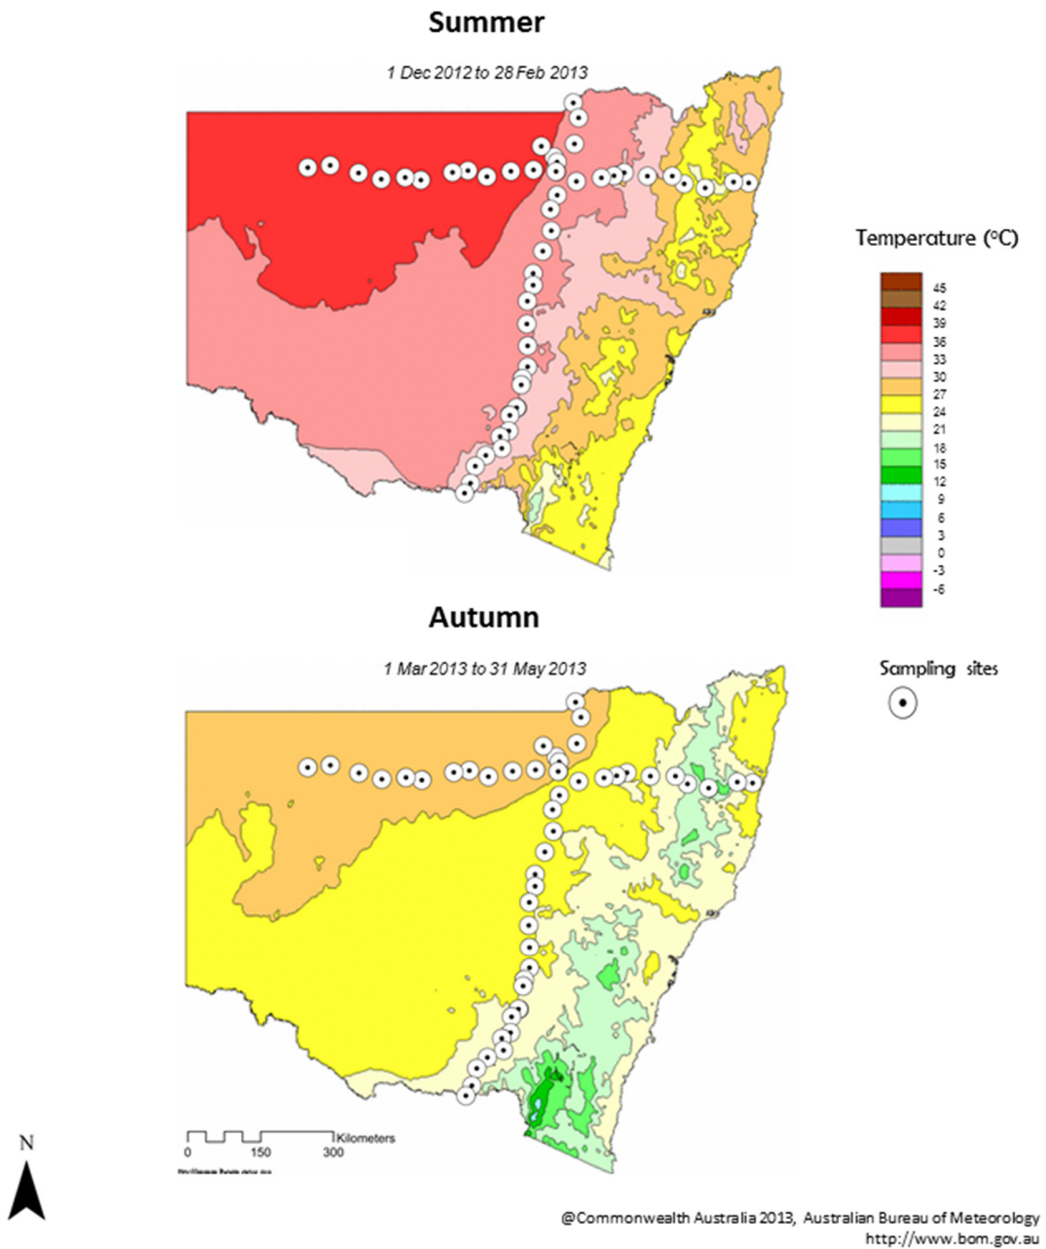 Summer
1 Dec 2012 to 28 Feb 2013
Temperature (°C)
45
42
39
36
33
30
27
24
21
18
15
12
9
6
3
0
-3
-6
Autumn
1 Mar 2013 to 31 May 2013
Sampling sites
Kilometers
0 150 300
N
@Commonwealth Australia 2013, Australian Bureau of Meteorology
http://www.bom.gov.au